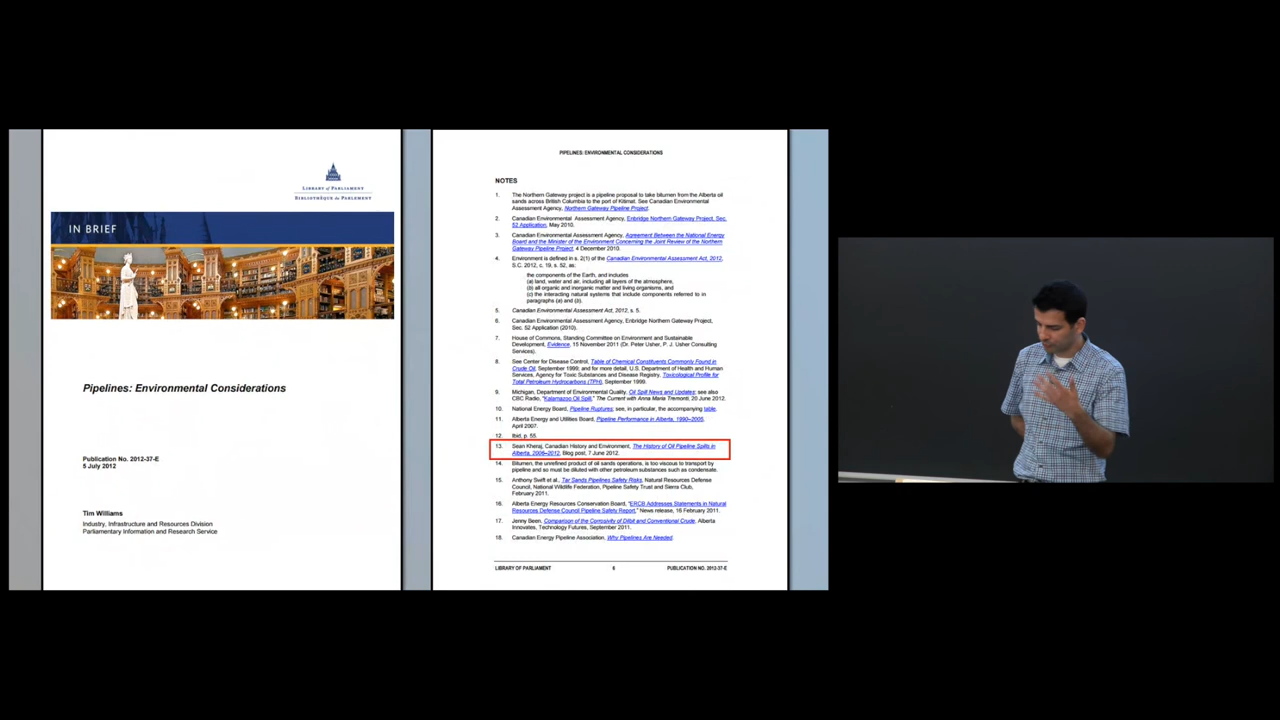 LIBRARY of PARLIAMENT
BIBLIOTHÈQUE du PARLEMENT
IN BRIEF
Pipelines: Environmental Considerations
Publication No. 2012-37-E
5 July 2012
Tim Williams
Industry, Infrastructure and Resources Division
Parliamentary Information and Research Service
PIPELINES: ENVIRONMENTAL CONSIDERATIONS
NOTES
1. The Northern Gateway project is a pipeline proposal to take bitumen from the Alberta oil
sands across British Columbia to the port of Kitimat. See Canadian Environmental
Assessment Agency, Northern Gateway Pipeline Project.
2. Canadian Environmental Assessment Agency, Enbridge Northern Gateway Project, Sec.
52 Application, May 2010.
3. Canadian Environmental Assessment Agency, Agreement Between the National Energy
Board and the Minister of the Environment Concerning the Joint Review of the Northern
Gateway Pipeline Project, 4 December 2010.
4. Environment is defined in s. 2(1) of the Canadian Environmental Assessment Act, 2012,
S.C. 2012, c. 19, s. 52, as:
the components of the Earth, and includes
(a) land, water and air, including all layers of the atmosphere,
(b) all organic and inorganic matter and living organisms, and
(c) the interacting natural systems that include components referred to in
paragraphs (a) and (b).
5. Canadian Environmental Assessment Act, 2012, s. 5.
6. Canadian Environmental Assessment Agency, Enbridge Northern Gateway Project,
Sec. 52 Application (2010).
7. House of Commons, Standing Committee on Environment and Sustainable
Development, Evidence, 15 November 2011 (Dr. Peter Usher, P. J. Usher Consulting
Services).
8. See Center for Disease Control, Table of Chemical Constituents Commonly Found in
Crude Oil, September 1999, and for more detail, U.S. Department of Health and Human
Services, Agency for Toxic Substances and Disease Registry, Toxicological Profile for
Total Petroleum Hydrocarbons (TPH), September 1999.
9. Michigan, Department of Environmental Quality, Oil Spill News and Updates; see also
CBC Radio, "Kalamazoo Oil Spill," The Current with Anna Maria Tremonti, 20 June 2012.
10. National Energy Board, Pipeline Ruptures; see, in particular, the accompanying table.
11. Alberta Energy and Utilities Board, Pipeline Performance in Alberta, 1990–2005,
April 2007.
12. Ibid, p. 55.
13. Sean Kheraj, Canadian History and Environment, The History of Oil Pipeline Spills in
Alberta, 2006–2012, Blog post, 7 June 2012.
14. Bitumen, the unrefined product of oil sands operations, is too viscous to transport by
pipeline and so must be diluted with other petroleum substances such as condensate.
15. Anthony Swift et al., Tar Sands Pipelines Safety Risks, Natural Resources Defense
Council, National Wildlife Federation, Pipeline Safety Trust and Sierra Club,
February 2011.
16. Alberta Energy Resources Conservation Board, "ERCB Addresses Statements in Natural
Resources Defense Council Pipeline Safety Report," News release, 16 February 2011.
17. Jenny Been, Comparison of the Corrosivity of Dilbit and Conventional Crude, Alberta
Innovates, Technology Futures, September 2011.
18. Canadian Energy Pipeline Association, Why Pipelines Are Needed.
LIBRARY OF PARLIAMENT 6 PUBLICATION NO. 2012-37-E